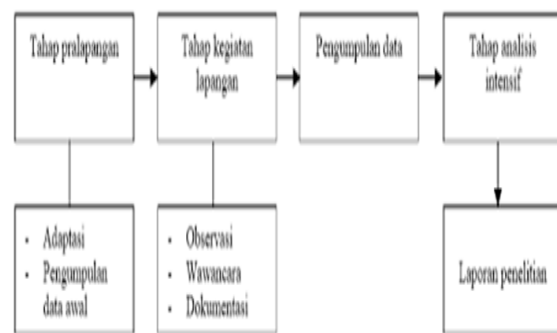 Tahap pralapangan
Tahap kegiatan
lapangan
Pengumpulan data
Tahap analisis
intensif
- Adaptasi
- Pengumpulan
data awal
- Observasi
- Wawancara
- Dokumentasi
Laporan penelitian